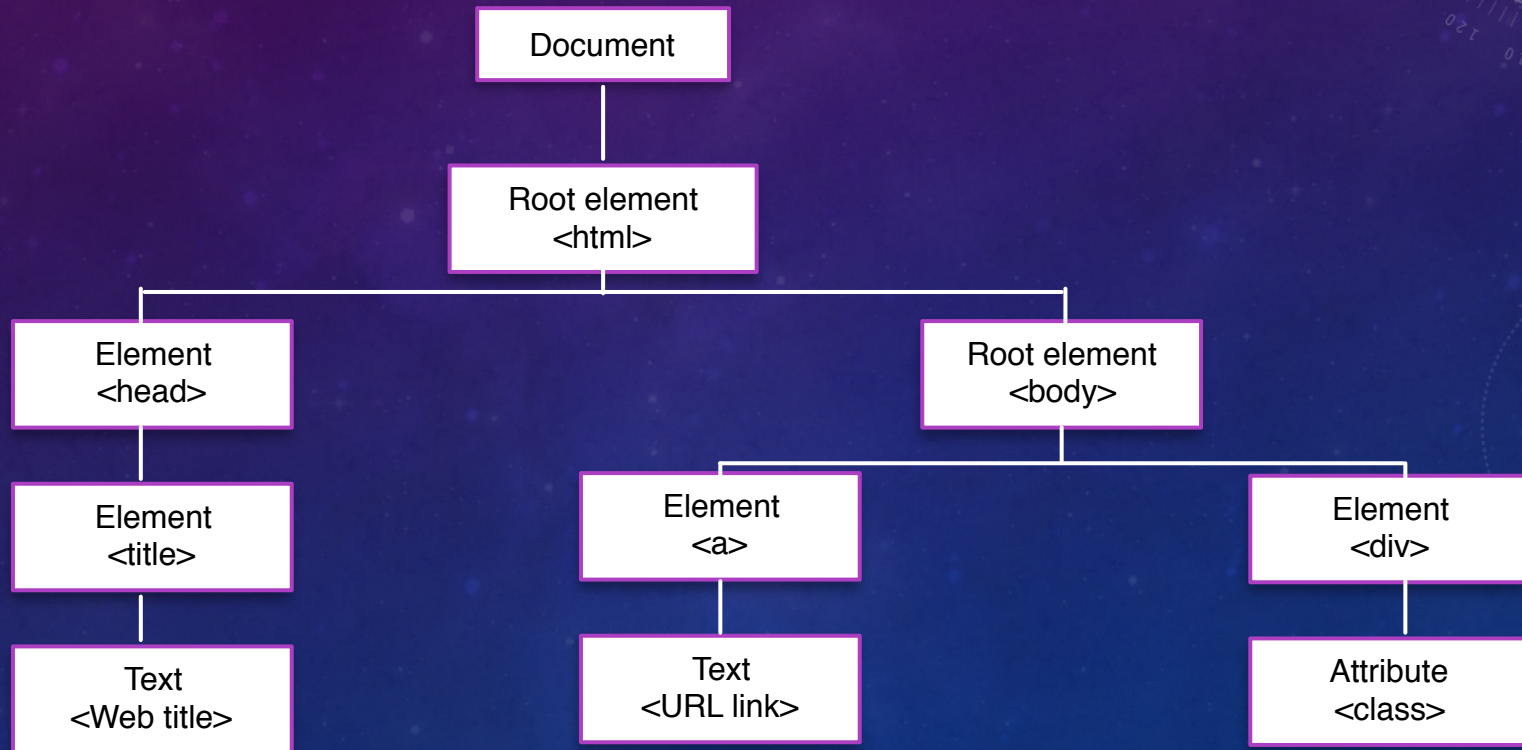 120
Document
Root element
<html>
Element
<head>
Root element
<body>
Element
<title>
Element
<a>
Element
<div>
Text
<Web title>
Text
<URL link>
Attribute
<class>